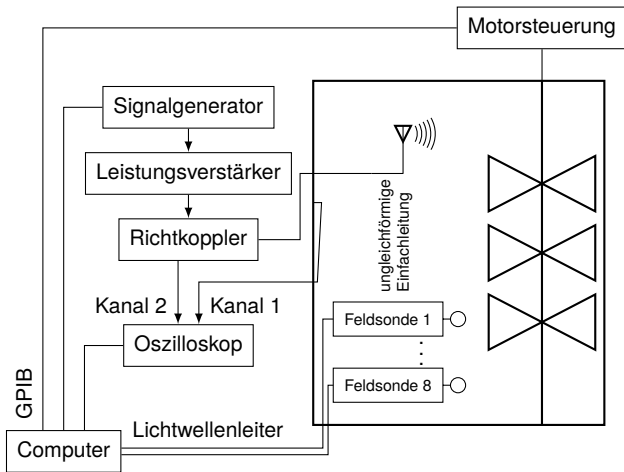 Motorsteuerung
Signalgenerator
Leistungsverstärker
Richtkoppler
ungleichförmige
Einfachleitung
Kanal 2
Kanal 1
Feldsonde 1
Oszilloskop
Feldsonde 8
GPIB
Lichtwellenleiter
Computer